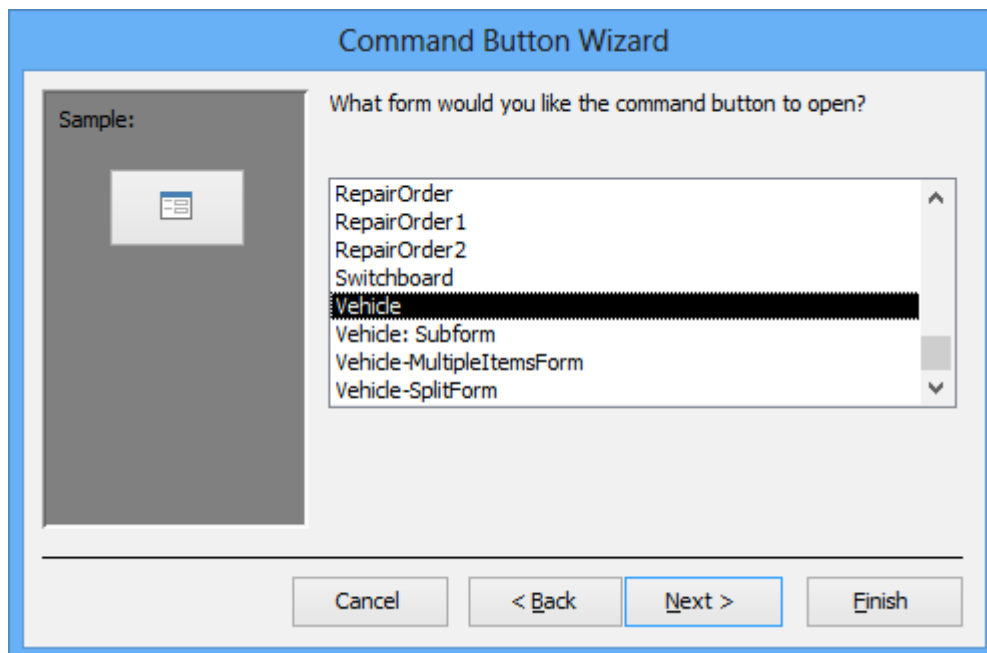 Command Button Wizard
Sample:
What form would you like the command button to open?
RepairOrder
RepairOrder1
RepairOrder2
Switchboard
Vehicle
Vehicle: Subform
Vehicle-MultipleItemsForm
Vehicle-SplitForm
Cancel
< Back
Next >
Finish